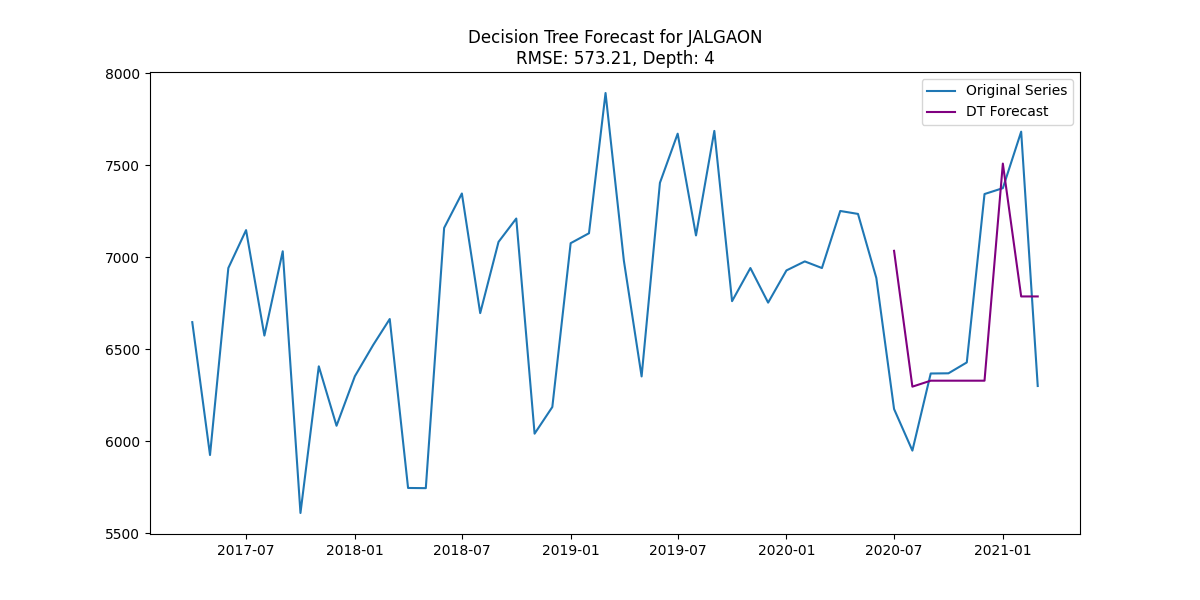 Decision Tree Forecast for JALGAON
RMSE: 573.21, Depth: 4
Original Series
DT Forecast
8000
7500
7000
6500
6000
5500
2017-07 2018-01 2018-07 2019-01 2019-07 2020-01 2020-07 2021-01